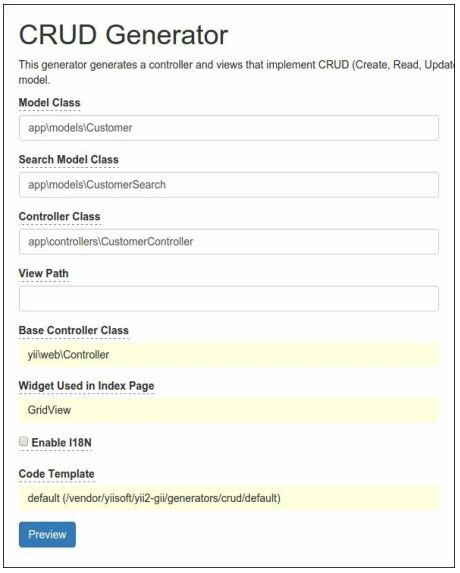 CRUD Generator
This generator generates a controller and views that implement CRUD (Create, Read, Updat
model.
Model Class
app\models\Customer
Search Model Class
app\models\CustomerSearch
Controller Class
app\controllers\CustomerController
View Path
Base Controller Class
yii\web\Controller
Widget Used in Index Page
GridView
Enable I18N
Code Template
default (/vendor/yiisoft/yii2-gii/generators/crud/default)
Preview